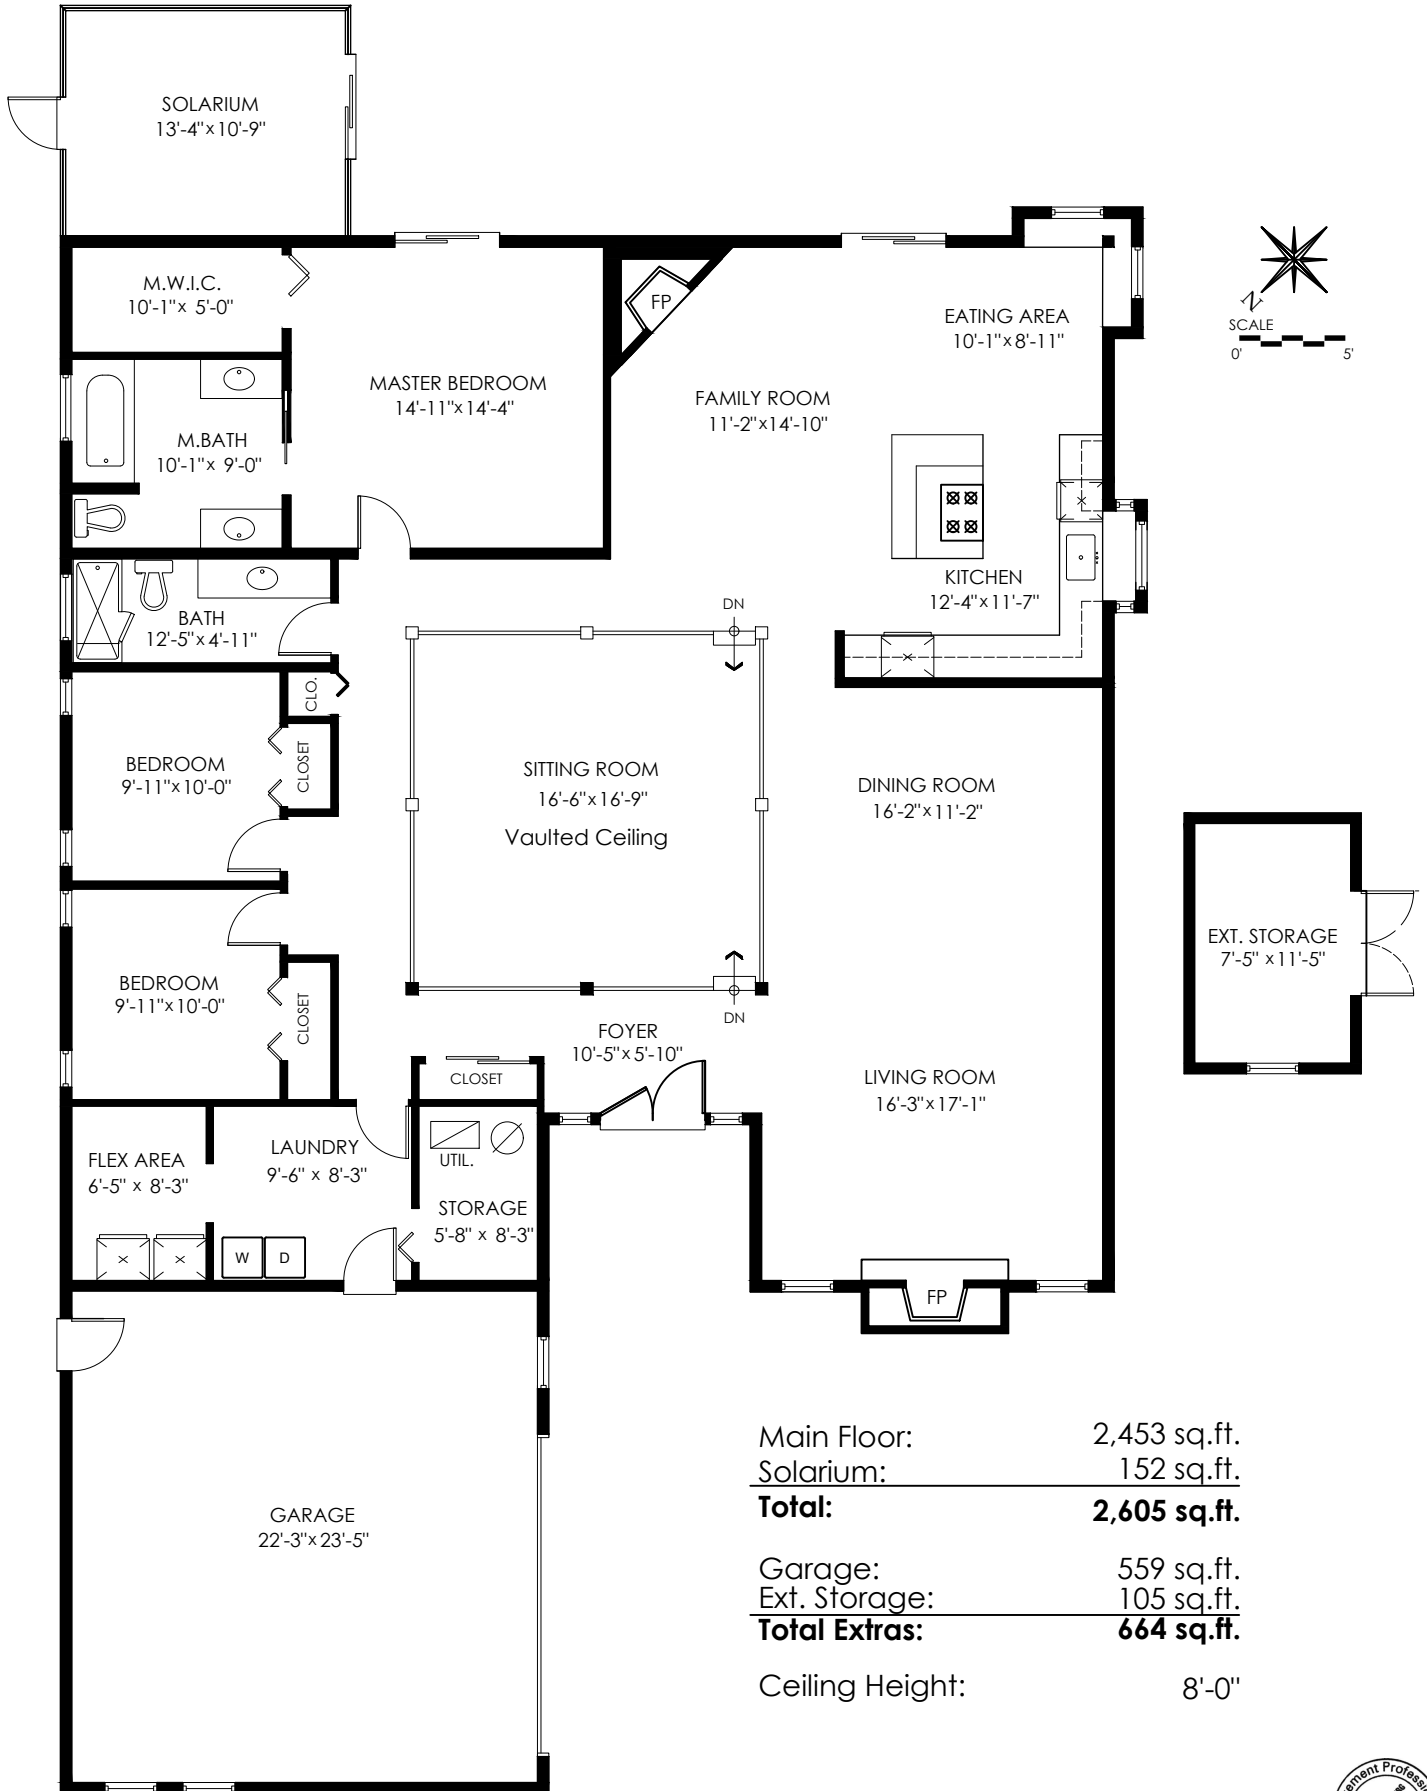 SOLARIUM
13'-4"x 10'-9"
M.W.I.C.
10'-1"x 5'-0"
FP
EATING AREA
10'-1"x 8'-11"
N
SCALE
0' 5'
MASTER BEDROOM
14'-11"x 14'-4"
FAMILY ROOM
11'-2"x14'-10"
M.BATH
10'-1"x 9'-0"
KITCHEN
12'-4"x11'-7"
BATH
12'-5"x 4'-11"
DN
CLO.
BEDROOM
9'-11"x10'-0"
CLOSET
SITTING ROOM
16'-6"x16'-9"
Vaulted Ceiling
DINING ROOM
16'-2"x11'-2"
EXT. STORAGE
7'-5" x11'-5"
BEDROOM
9'-11"x10'-0"
CLOSET
DN
FOYER
10'-5"x 5'-10"
CLOSET
LIVING ROOM
16'-3"x17'-1"
FLEX AREA
6'-5" x 8'-3"
LAUNDRY
9'-6" x 8'-3"
UTIL.
STORAGE
5'-8" x 8'-3"
W D
FP
GARAGE
22'-3"x 23'-5"
Main Floor: 2,453 sq.ft.
Solarium: 152 sq.ft.
Total: 2,605 sq.ft.
Garage: 559 sq.ft.
Ext. Storage: 105 sq.ft.
Total Extras: 664 sq.ft.
Ceiling Height: 8'-0"